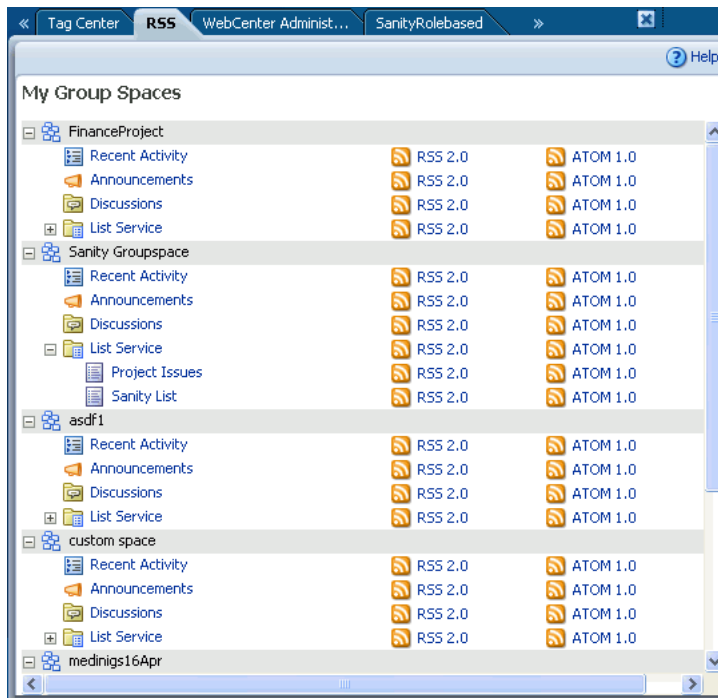 « Tag Center RSS WebCenter Administ... SanityRolebased »
Help
My Group Spaces
FinanceProject
Recent Activity RSS 2.0 ATOM 1.0
Announcements RSS 2.0 ATOM 1.0
Discussions RSS 2.0 ATOM 1.0
List Service RSS 2.0 ATOM 1.0
Sanity Groupspace
Recent Activity RSS 2.0 ATOM 1.0
Announcements RSS 2.0 ATOM 1.0
Discussions RSS 2.0 ATOM 1.0
List Service RSS 2.0 ATOM 1.0
Project Issues RSS 2.0 ATOM 1.0
Sanity List RSS 2.0 ATOM 1.0
asdf1
Recent Activity RSS 2.0 ATOM 1.0
Announcements RSS 2.0 ATOM 1.0
Discussions RSS 2.0 ATOM 1.0
List Service RSS 2.0 ATOM 1.0
custom space
Recent Activity RSS 2.0 ATOM 1.0
Announcements RSS 2.0 ATOM 1.0
Discussions RSS 2.0 ATOM 1.0
List Service RSS 2.0 ATOM 1.0
medinigs16Apr